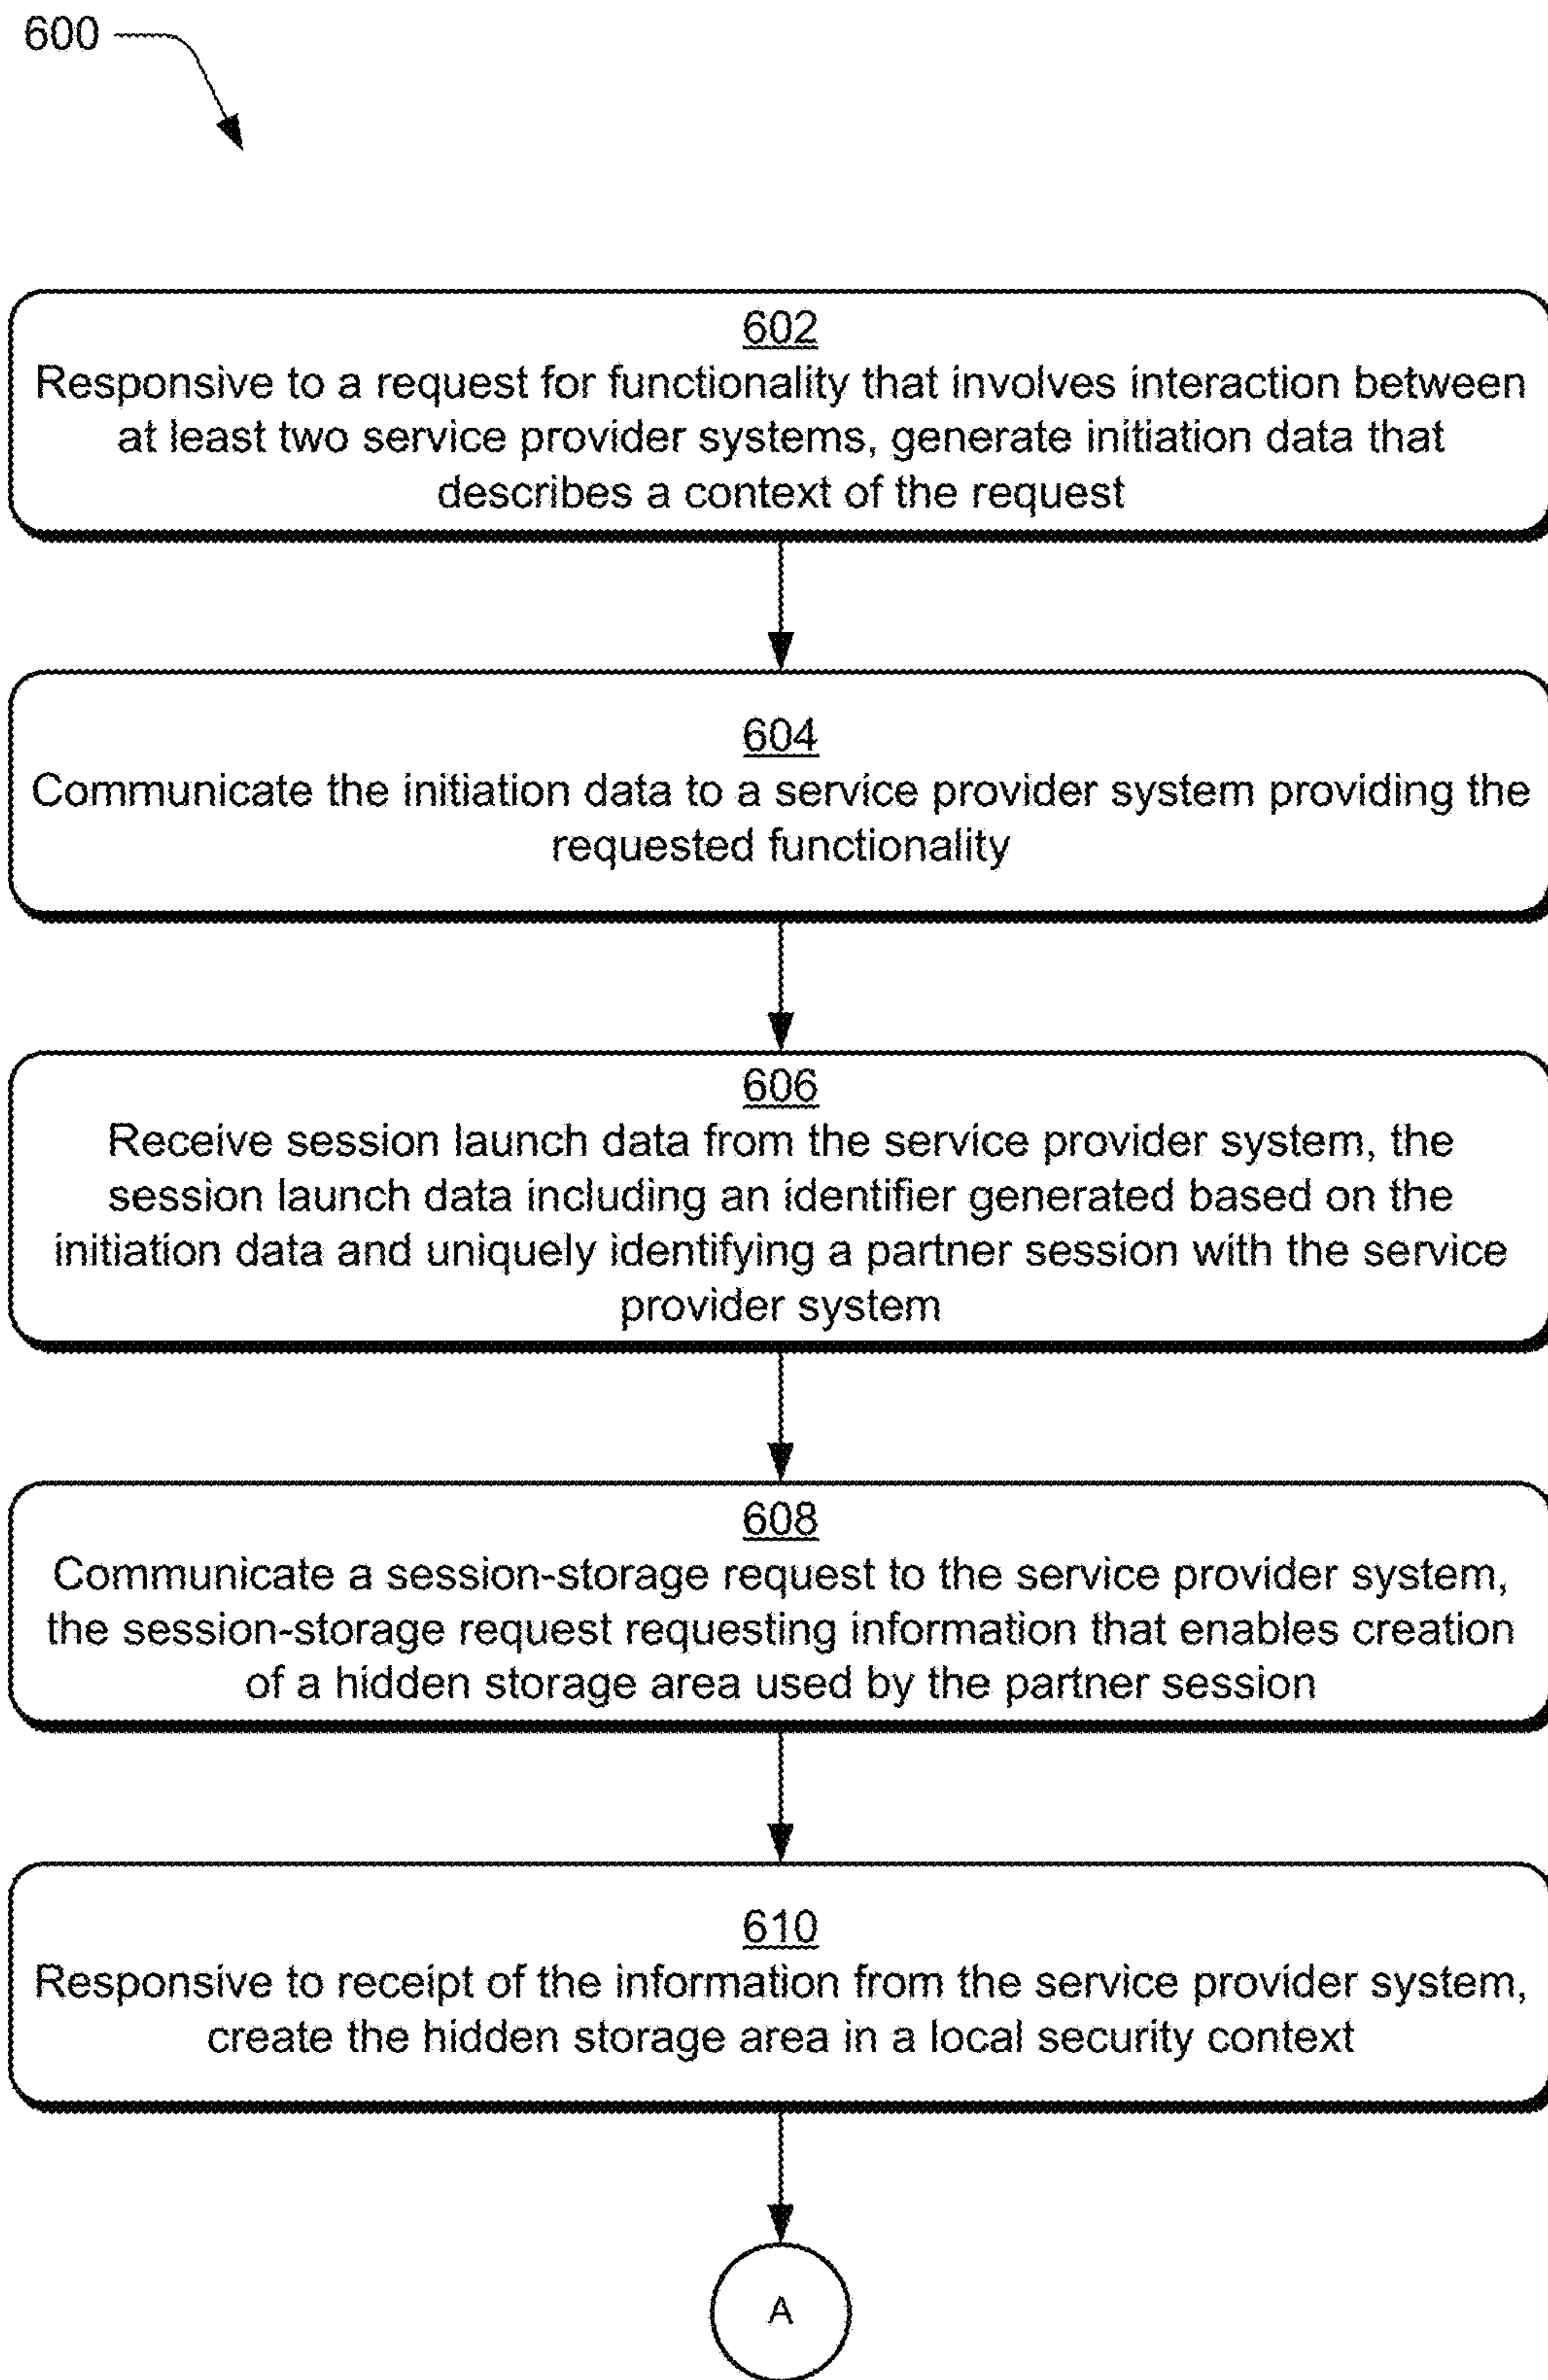 600
602
Responsive to a request for functionality that involves interaction between
at least two service provider systems, generate initiation data that
describes a context of the request
604
Communicate the initiation data to a service provider system providing the
requested functionality
606
Receive session launch data from the service provider system, the
session launch data including an identifier generated based on the
initiation data and uniquely identifying a partner session with the service
provider system
608
Communicate a session-storage request to the service provider system,
the session-storage request requesting information that enables creation
of a hidden storage area used by the partner session
610
Responsive to receipt of the information from the service provider system,
create the hidden storage area in a local security context
A